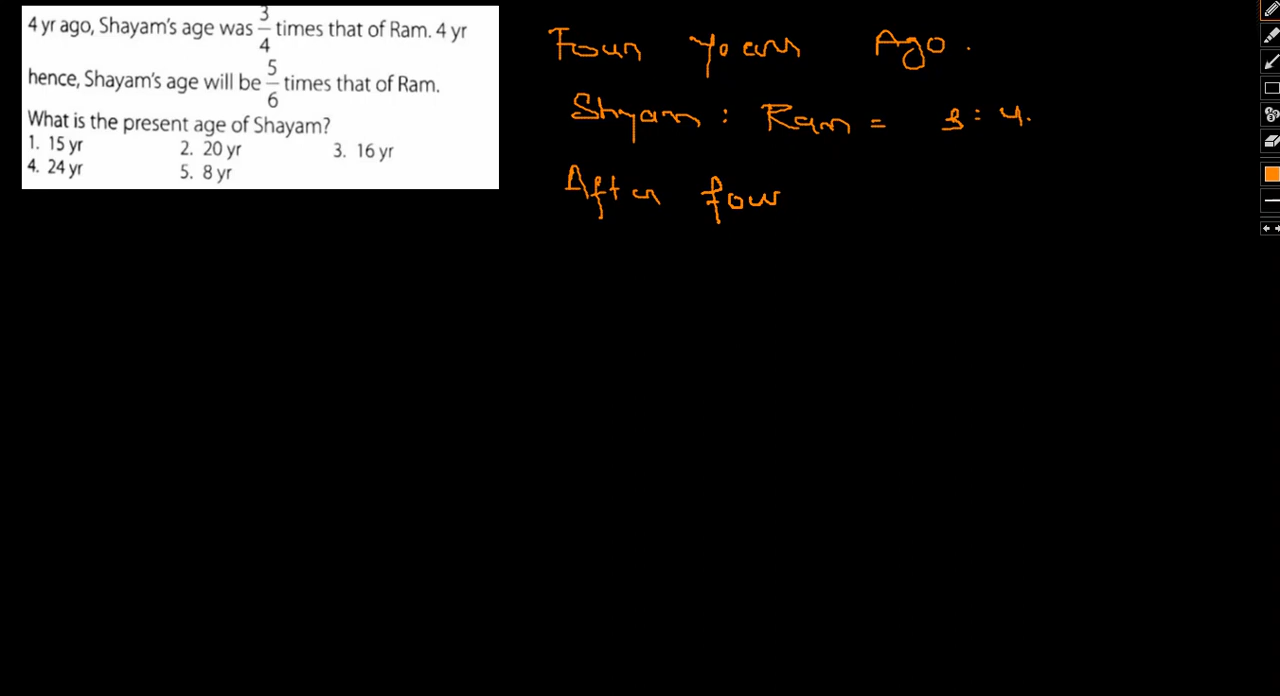 4 yr ago, Shayam's age was 3/4 times that of Ram. 4 yr
hence, Shayam's age will be 5/6 times that of Ram.
What is the present age of Shayam?
1. 15 yr 2. 20 yr 3. 16 yr
4. 24 yr 5. 8 yr
Four Years Ago.
Shyam : Ram = 3 : 4.
After four